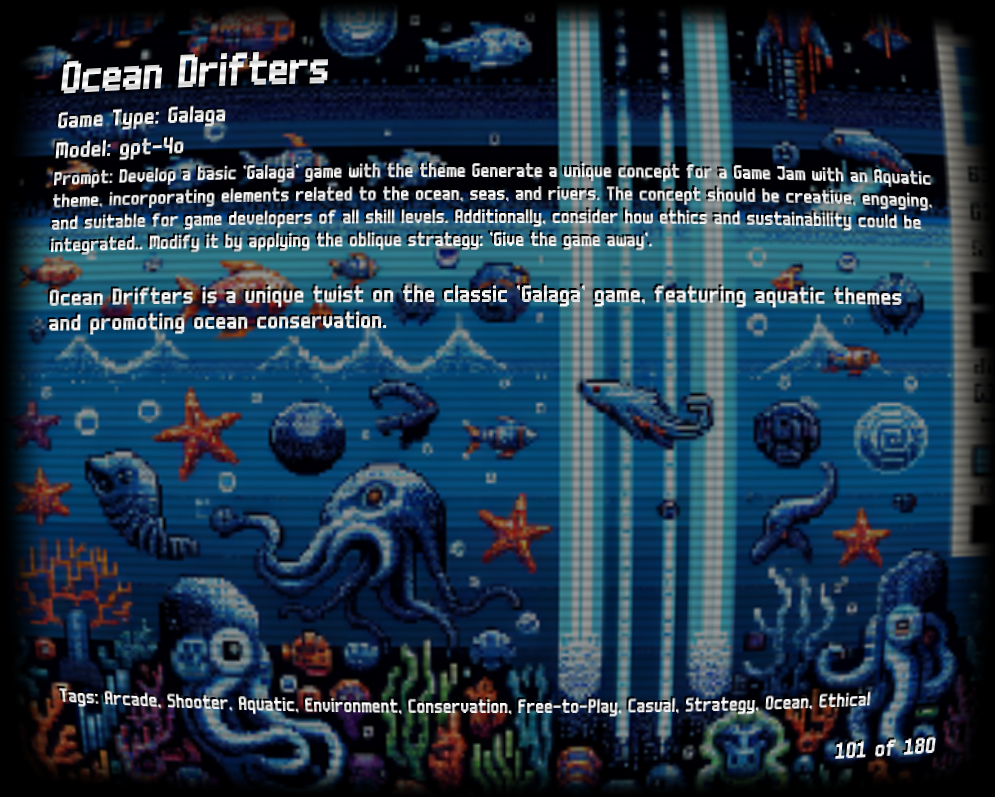 Ocean Drifters
Game Type: Galaga
Model: gpt-4o
Prompt: Develop a basic 'Galaga' game with the theme Generate a unique concept for a Game Jam with an Aquatic
theme, incorporating elements related to the ocean, seas, and rivers. The concept should be creative, engaging,
and suitable for game developers of all skill levels. Additionally, consider how ethics and sustainability could be
integrated.. Modify it by applying the oblique strategy: 'Give the game away'.
Ocean Drifters is a unique twist on the classic 'Galaga' game, featuring aquatic themes
and promoting ocean conservation.
Tags: Arcade, Shooter, Aquatic, Environment, Conservation, Free-to-Play, Casual, Strategy, Ocean, Ethical
101 of 180